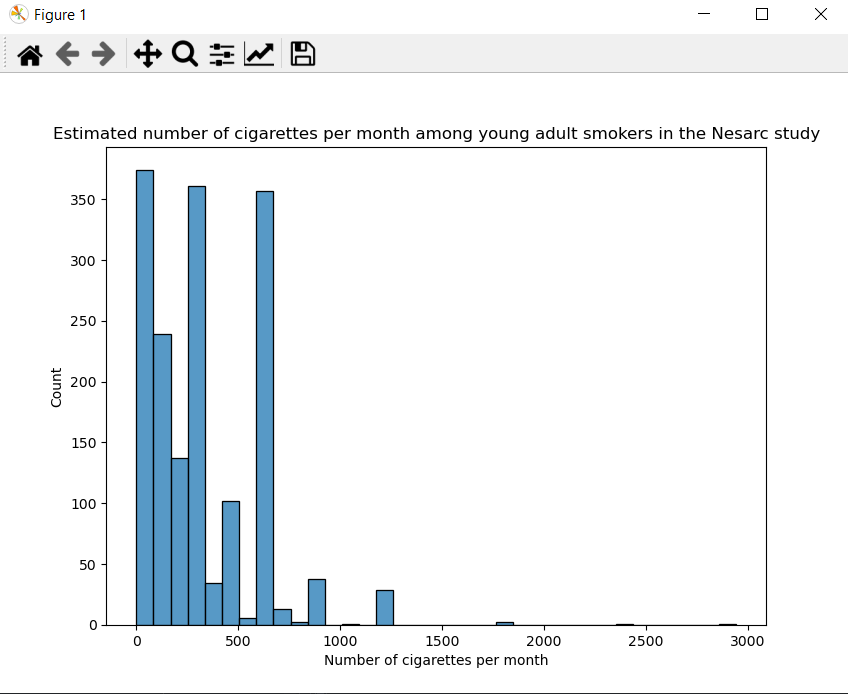 Figure 1
Estimated number of cigarettes per month among young adult smokers in the Nesarc study
350
300
250
200
150
100
50
0
Count
0 500 1000 1500 2000 2500 3000
Number of cigarettes per month